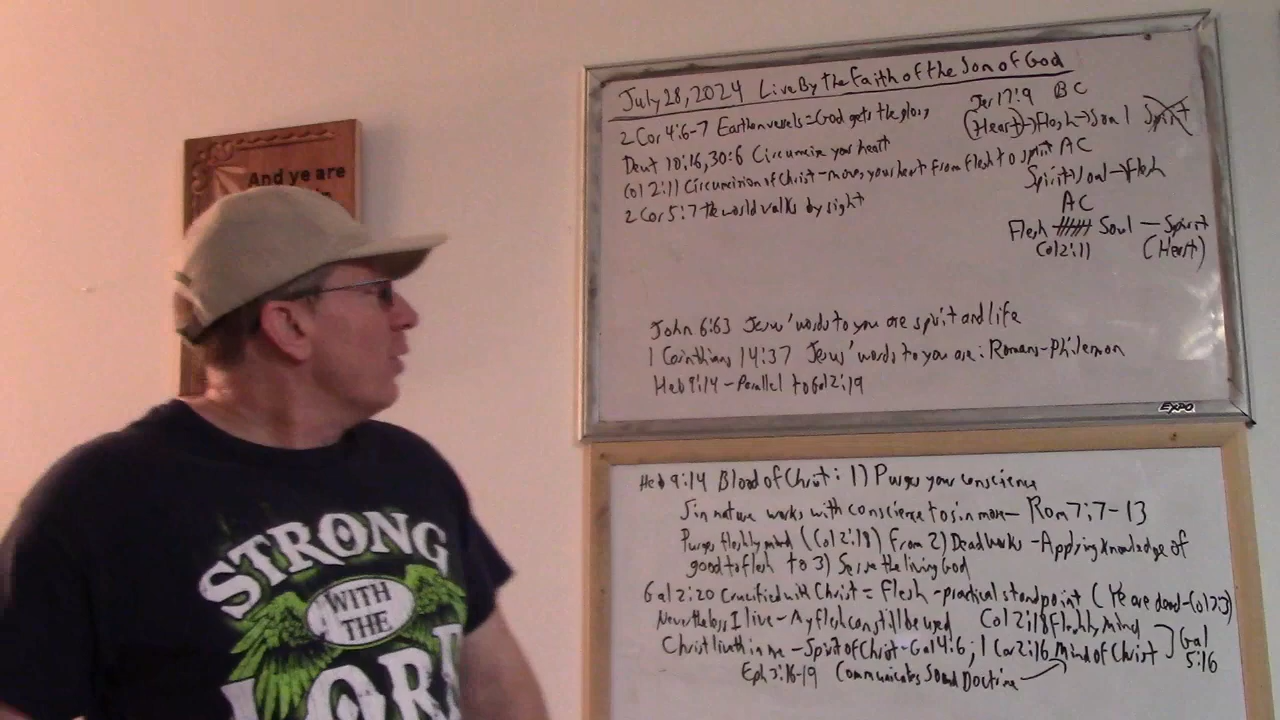 And ye are
STRONG
WITH
THE
LORD
July 28, 2024 Live By the Faith of the Son of God
2 Cor 4:6-7 Earthen vessels = God gets the glory
Deut 10:16, 30:6 Circumcise your heart
Col 2:11 Circumcision of Christ - moves your heart from flesh to spirit
2 Cor 5:7 the world walks by sight
Jer 17:9 BC
(Heart) → Flesh → Soul Spirit
AC
Spirit → Soul → Flesh
AC
Flesh Soul - Spirit
Col 2:11 (Heart)
John 6:63 Jesus' words to you are spirit and life
1 Corinthians 14:37 Jesus' words to you are: Romans-Philemon
Heb 9:14 - Parallel to Gal 2:19
EXPO
Heb 9:14 Blood of Christ: 1) Purges your conscience
Sin nature works with conscience to sin more - Rom 7:7-13
Purges fleshly mind (Col 2:18) from 2) Dead works - Applying knowledge of
good to flesh to 3) Serve the living God
Gal 2:20 Crucified with Christ = Flesh - practical standpoint (Ye are dead - Col 3:3)
Nevertheless I live - My flesh can still be used Col 2:18 Fleshly Mind
Christ liveth in me - Spirit of Christ - Gal 4:6; 1 Cor 2:16 Mind of Christ
Gal
5:16
Eph 3:16-19 Communicates Sound Doctrine